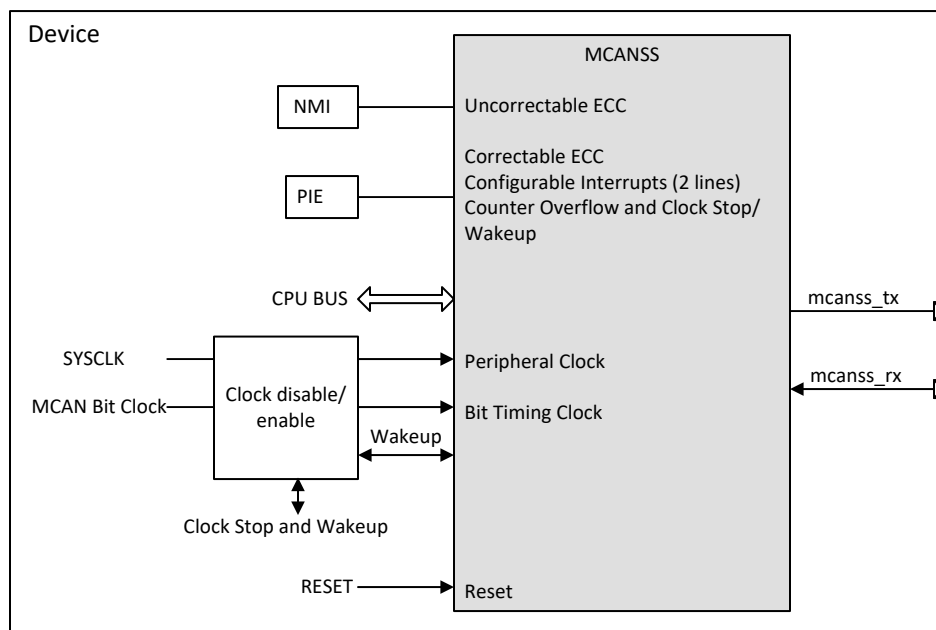 Device
MCANSS
NMI
Uncorrectable ECC
Correctable ECC
Configurable Interrupts (2 lines)
PIE
Counter Overflow and Clock Stop/
Wakeup
CPU BUS
mcanss_tx
SYSCLK
Peripheral Clock
mcanss_rx
Clock disable/
enable
MCAN Bit Clock
Bit Timing Clock
Wakeup
Clock Stop and Wakeup
RESET
Reset